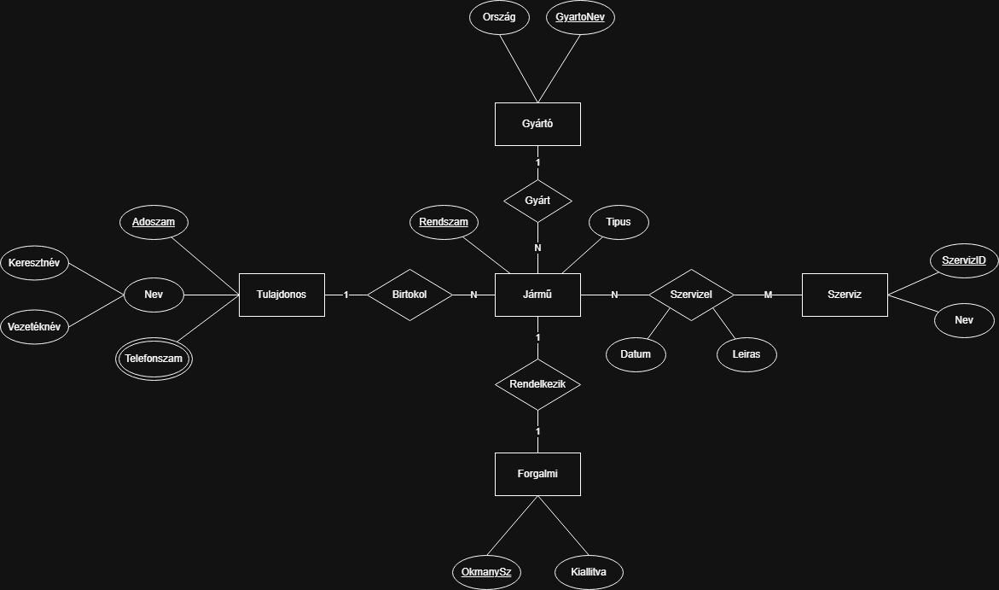 Ország
GyartoNev
Gyártó
1
Gyárt
N
Adoszam
Rendszam
Tipus
Keresztnév
Nev
Vezetéknév
Telefonszam
Tulajdonos
1
Birtokol
N
Jármű
N
Szervizel
M
Szerviz
SzervizID
Nev
Datum
Leiras
1
Rendelkezik
1
Forgalmi
OkmanySz
Kiallitva